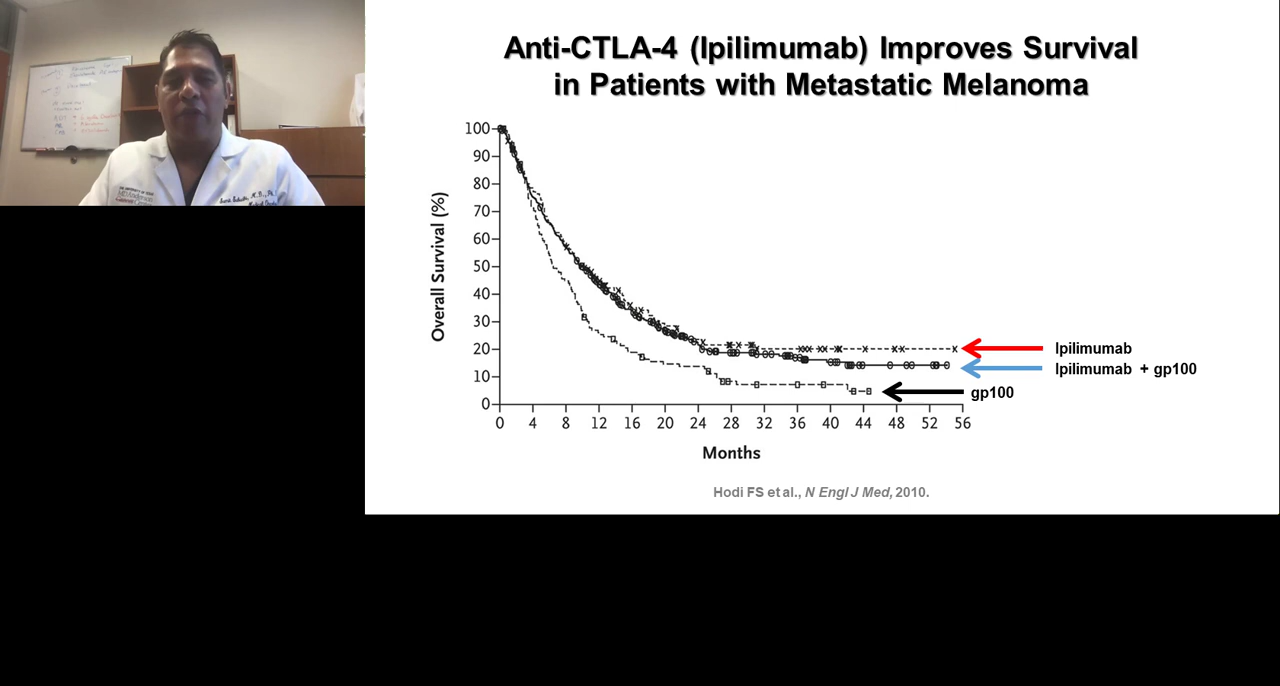 Anti-CTLA-4 (Ipilimumab) Improves Survival
in Patients with Metastatic Melanoma
100
90
80
70
60
50
40
30
20
10
0
Overall Survival (%)
0 4 8 12 16 20 24 28 32 36 40 44 48 52 56
Months
Ipilimumab
Ipilimumab + gp100
gp100
Hodi FS et al., N Engl J Med, 2010.